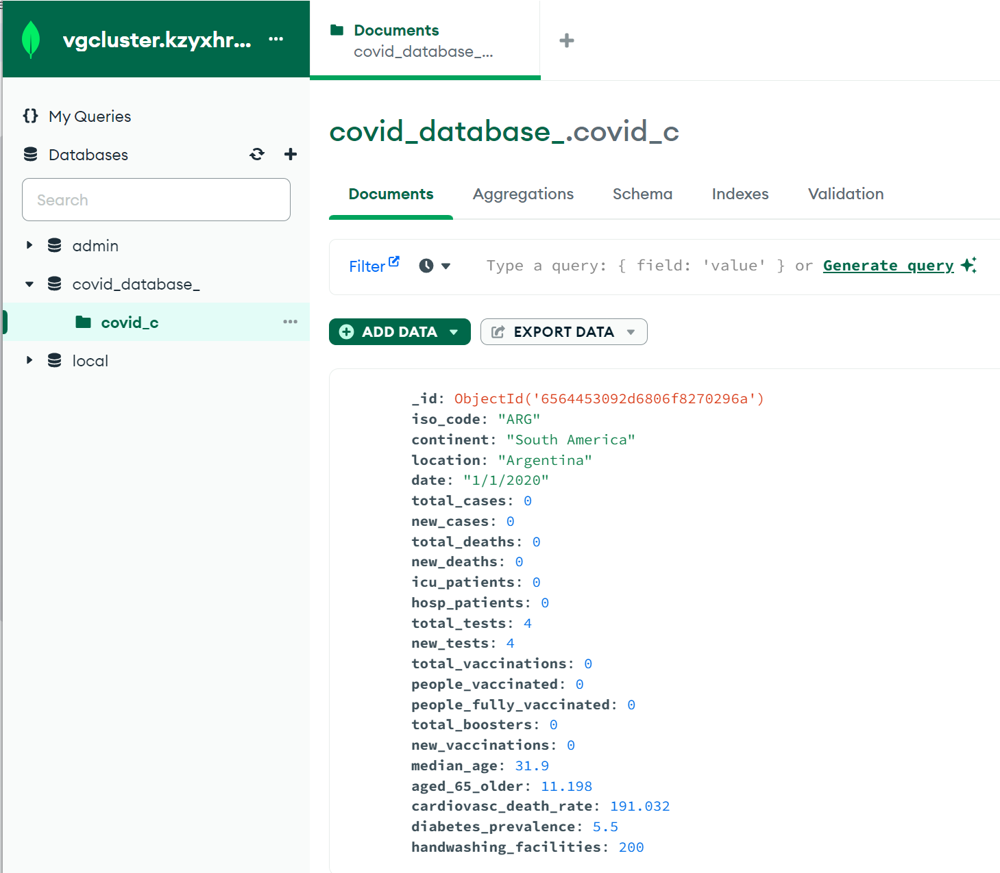 vgcluster.kzyxhr...
Documents
covid_database_...
My Queries
Databases
Search
admin
covid_database_
covid_c
local
covid_database_.covid_c
Documents Aggregations Schema Indexes Validation
Filter Type a query: { field: 'value' } or Generate query
ADD DATA EXPORT DATA
_id: ObjectId('6564453092d6806f8270296a')
iso_code: "ARG"
continent: "South America"
location: "Argentina"
date: "1/1/2020"
total_cases: 0
new_cases: 0
total_deaths: 0
new_deaths: 0
icu_patients: 0
hosp_patients: 0
total_tests: 4
new_tests: 4
total_vaccinations: 0
people_vaccinated: 0
people_fully_vaccinated: 0
total_boosters: 0
new_vaccinations: 0
median_age: 31.9
aged_65_older: 11.198
cardiovasc_death_rate: 191.032
diabetes_prevalence: 5.5
handwashing_facilities: 200